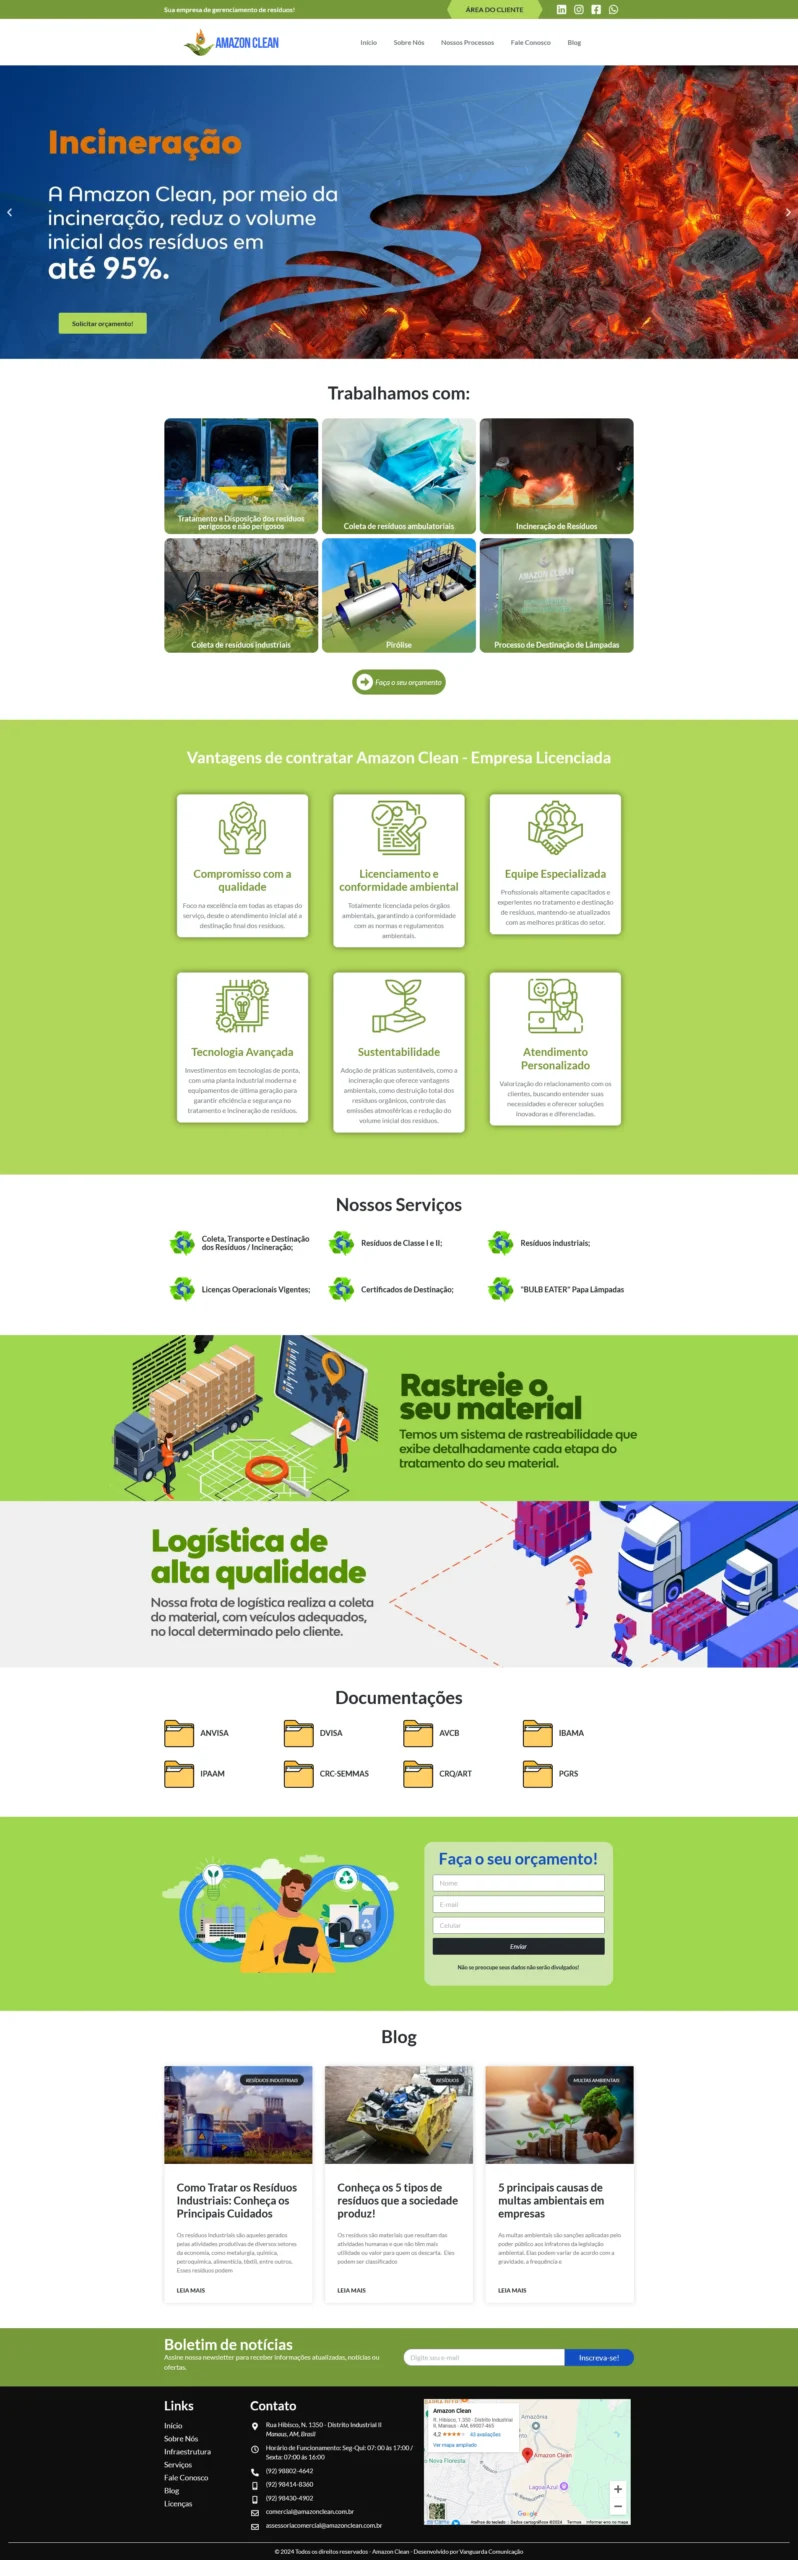 Sua empresa de gerenciamento de resíduos!
ÁREA DO CLIENTE
AMAZON CLEAN
Início
Sobre Nós
Nossos Processos
Fale Conosco
Blog
Incineração
A Amazon Clean, por meio da
incineração, reduz o volume
inicial dos resíduos em
até 95%.
Solicitar orçamento!
Trabalhamos com:
Tratamento e Disposição dos resíduos
perigosos e não perigosos
Coleta de resíduos ambulatoriais
Incineração de Resíduos
Coleta de resíduos industriais
Pirólise
AMAZON CLEAN
Processo de Destinação de Lâmpadas
Faça o seu orçamento
Vantagens de contratar Amazon Clean - Empresa Licenciada
Compromisso com a
qualidade
Foco na excelência em todas as etapas do
serviço, desde o atendimento inicial até a
destinação final dos resíduos.
Licenciamento e
conformidade ambiental
Totalmente licenciada pelos órgãos
ambientais, garantindo a conformidade
com as normas e regulamentos
ambientais.
Equipe Especializada
Profissionais altamente capacitados e
experientes no tratamento e destinação
de resíduos, mantendo-se atualizados
com as melhores práticas do setor.
Tecnologia Avançada
Investimentos em tecnologias de ponta,
com uma planta industrial moderna e
equipamentos de última geração para
garantir eficiência e segurança no
tratamento e incineração de resíduos.
Sustentabilidade
Adoção de práticas sustentáveis, como a
incineração que oferece vantagens
ambientais, como destruição total dos
resíduos orgânicos, controle das
emissões atmosféricas e redução do
volume inicial dos resíduos.
Atendimento
Personalizado
Valorização do relacionamento com os
clientes, buscando entender suas
necessidades e oferecer soluções
inovadoras e diferenciadas.
Nossos Serviços
Coleta, Transporte e Destinação
dos Resíduos / Incineração;
Resíduos de Classe I e II;
Resíduos industriais;
Licenças Operacionais Vigentes;
Certificados de Destinação;
"BULB EATER" Papa Lâmpadas
Rastreie o
seu material
Temos um sistema de rastreabilidade que
exibe detalhadamente cada etapa do
tratamento do seu material.
Logística de
alta qualidade
Nossa frota de logística realiza a coleta
do material, com veículos adequados,
no local determinado pelo cliente.
Documentações
ANVISA
DVISA
AVCB
IBAMA
IPAAM
CRC-SEMMAS
CRQ/ART
PGRS
Faça o seu orçamento!
Nome
E-mail
Celular
Enviar
Não se preocupe seus dados não serão divulgados!
Blog
RESÍDUOS INDUSTRIAIS
Como Tratar os Resíduos
Industriais: Conheça os
Principais Cuidados
Os resíduos industriais são aqueles gerados
pelas atividades produtivas de diversos setores
da economia, como metalurgia, química,
petroquímica, alimentícia, têxtil, entre outros.
Esses resíduos podem
LEIA MAIS
RESÍDUOS
Conheça os 5 tipos de
resíduos que a sociedade
produz!
Os resíduos são materiais que resultam das
atividades humanas e que não têm mais
utilidade ou valor para quem os descarta. Eles
podem ser classificados
LEIA MAIS
MULTAS AMBIENTAIS
5 principais causas de
multas ambientais em
empresas
As multas ambientais são sanções aplicadas pelo
poder público aos infratores da legislação
ambiental. Elas podem variar de acordo com a
gravidade, a frequência e
LEIA MAIS
Boletim de notícias
Assine nossa newsletter para receber informações atualizadas, notícias ou
ofertas.
Digite seu e-mail
Inscreva-se!
Links
Início
Sobre Nós
Infraestrutura
Serviços
Fale Conosco
Blog
Licenças
Contato
Rua Hibisco, N. 1350 - Distrito Industrial II
Manaus, AM, Brasil
Horário de Funcionamento: Seg-Qui: 07: 00 às 17:00 /
Sexta: 07:00 às 16:00
(92) 98802-4642
(92) 98414-8360
(92) 98430-4902
comercial@amazonclean.com.br
assessoriacomercial@amazonclean.com.br
Amazon Clean
R. Hibisco, 1.350 - Distrito Industrial
II, Manaus - AM, 69007-465
4,2
43 avaliações
Ver mapa ampliado
Amazônia
Nova Floresta
Amazon Clean
Lagoa Azul
Google
Atalhos do teclado
Dados cartográficos ©2024
Termos
Informar erro no mapa
© 2024 Todos os direitos reservados - Amazon Clean - Desenvolvido por Vanguarda Comunicação